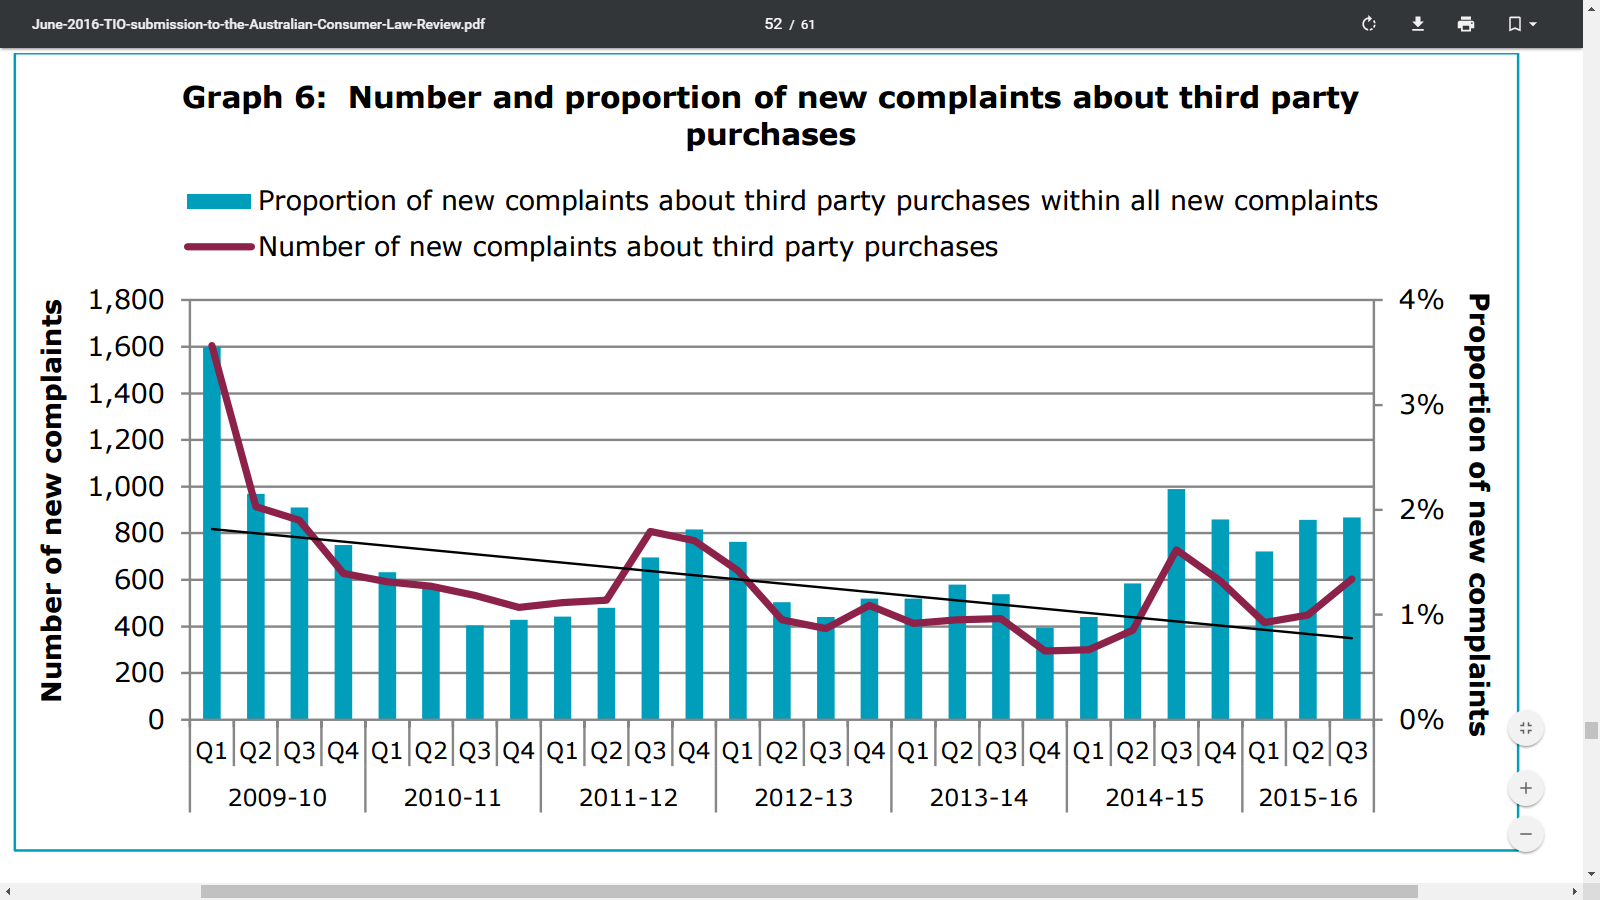 June-2016-TIO-submission-to-the-Australian-Consumer-Law-Review.pdf
52 / 61
Graph 6: Number and proportion of new complaints about third party
purchases
Proportion of new complaints about third party purchases within all new complaints
Number of new complaints about third party purchases
Number of new complaints
1,800
1,600
1,400
1,200
1,000
800
600
400
200
0
4%
3%
2%
1%
0%
Proportion of new complaints
Q1 Q2 Q3 Q4 Q1 Q2 Q3 Q4 Q1 Q2 Q3 Q4 Q1 Q2 Q3 Q4 Q1 Q2 Q3 Q4 Q1 Q2 Q3 Q4 Q1 Q2 Q3
2009-10 2010-11 2011-12 2012-13 2013-14 2014-15 2015-16